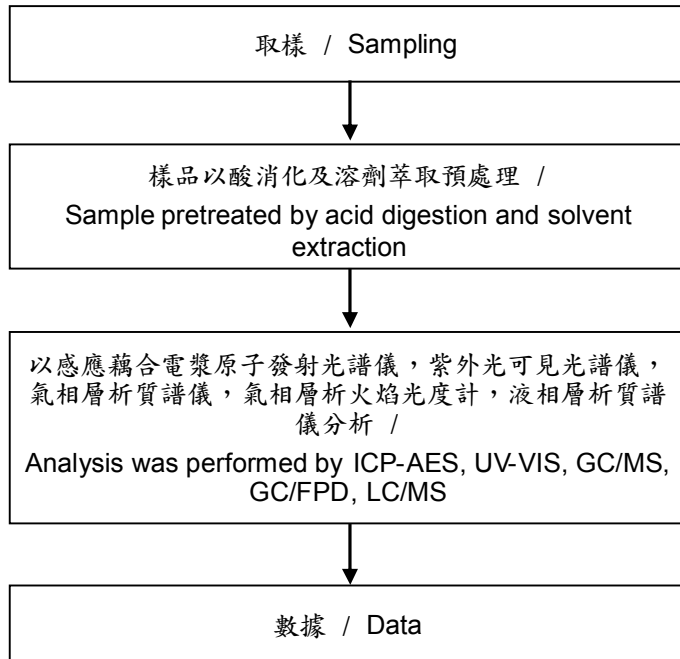 取樣 / Sampling
樣品以酸消化及溶劑萃取預處理 /
Sample pretreated by acid digestion and solvent
extraction
以感應藕合電漿原子發射光譜儀，紫外光可見光譜儀，
氣相層析質譜儀，氣相層析火焰光度計，液相層析質譜
儀分析 /
Analysis was performed by ICP-AES, UV-VIS, GC/MS,
GC/FPD, LC/MS
數據 / Data